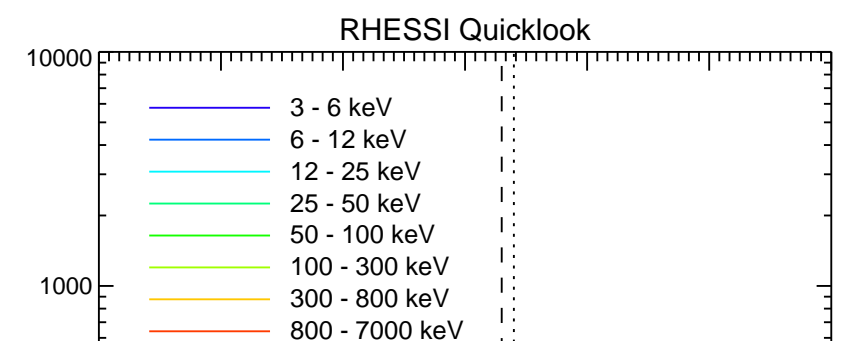 RHESSI Quicklook
10000
3 - 6 keV
6 - 12 keV
12 - 25 keV
25 - 50 keV
50 - 100 keV
100 - 300 keV
1000
300 - 800 keV
800 - 7000 keV